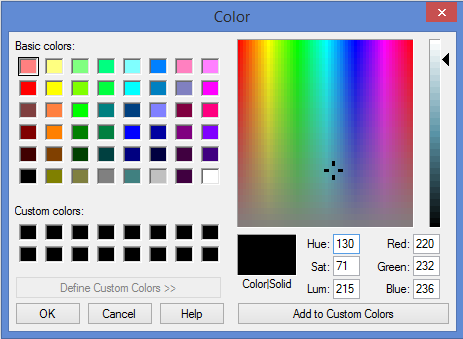 Color
Basic colors:
Custom colors:
Define Custom Colors >>
OK Cancel Help
Color|Solid
Hue: 130 Red: 220
Sat: 71 Green: 232
Lum: 215 Blue: 236
Add to Custom Colors